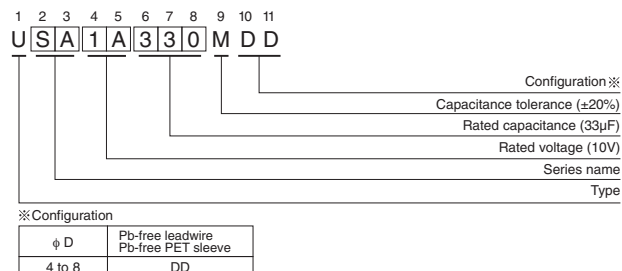 1 2 3 4 5 6 7 8 9 10 11
U S A 1 A 3 3 0 M D D
Configuration※
Capacitance tolerance (±20%)
Rated capacitance (33µF)
Rated voltage (10V)
Series name
Type
※Configuration
ϕ D
Pb-free leadwire
Pb-free PET sleeve
4 to 8 DD